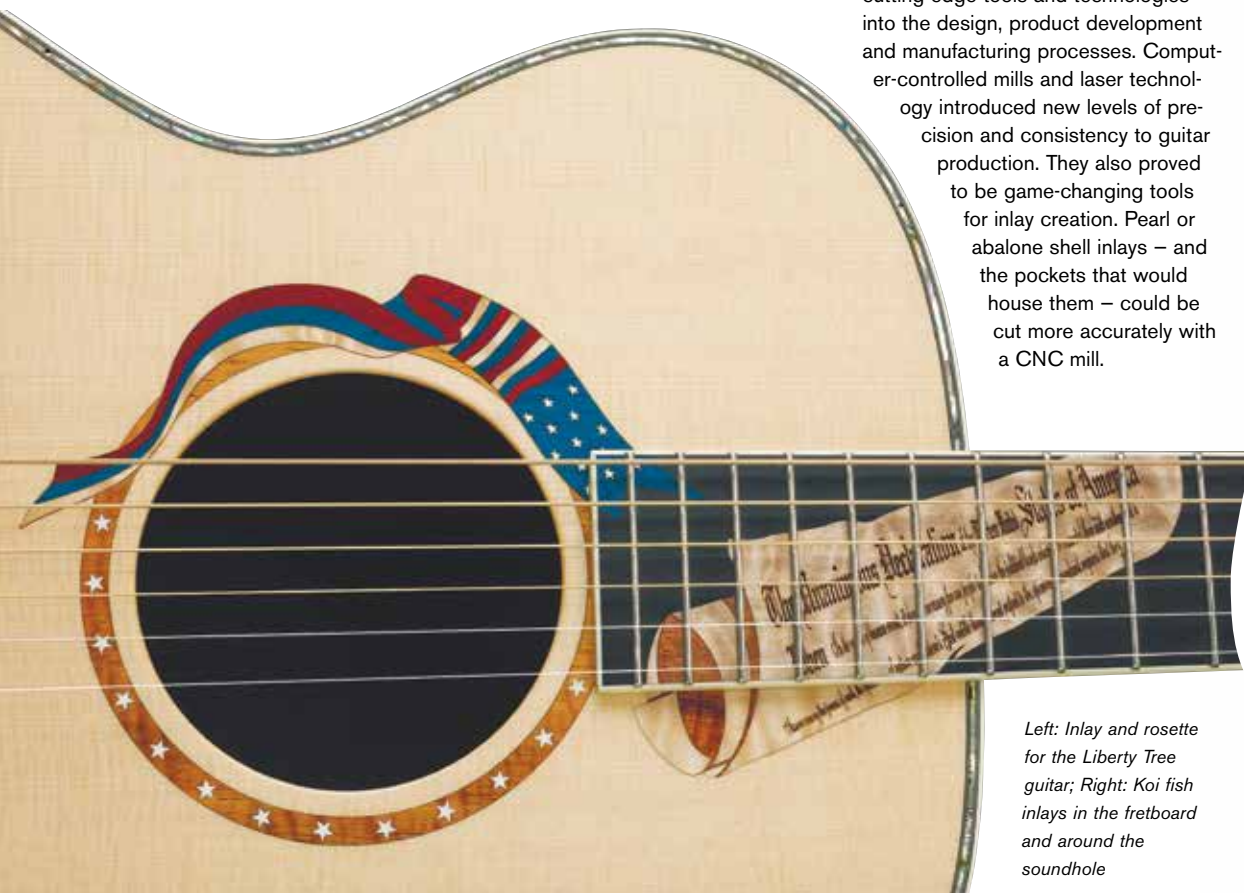 cutting-edge tools and technologies
into the design, product development
and manufacturing processes. Comput-
er-controlled mills and laser technol-
ogy introduced new levels of pre-
cision and consistency to guitar
production. They also proved
to be game-changing tools
for inlay creation. Pearl or
abalone shell inlays – and
the pockets that would
house them – could be
cut more accurately with
a CNC mill.
The Unanimous Declaration States of America
When
Left: Inlay and rosette
for the Liberty Tree
guitar; Right: Koi fish
inlays in the fretboard
and around the
soundhole